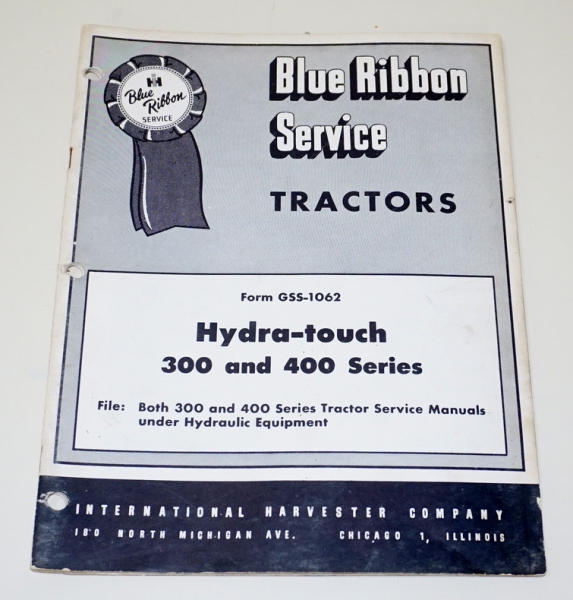 IH
Blue
Ribbon
SERVICE
Blue Ribbon
Service
TRACTORS
Form GSS-1062
Hydra-touch
300 and 400 Series
File: Both 300 and 400 Series Tractor Service Manuals
under Hydraulic Equipment
INTERNATIONAL HARVESTER COMPANY
180 NORTH MICHIGAN AVE. CHICAGO 1, ILLINOIS